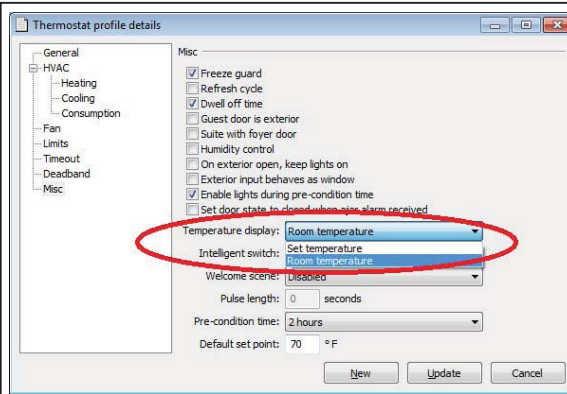 Thermostat profile details
General
HVAC
Heating
Cooling
Consumption
Fan
Limits
Timeout
Deadband
Misc
Misc
Freeze guard
Refresh cycle
Dwell off time
Guest door is exterior
Suite with foyer door
Humidity control
On exterior open, keep lights on
Exterior input behaves as window
Enable lights during pre-condition time
Set door state to closed when ajar alarm received
Temperature display: Room temperature
Set temperature
Intelligent switch: Room temperature
Welcome scene: Disabled
Pulse length: 0 seconds
Pre-condition time: 2 hours
Default set point: 70 ° F
New Update Cancel